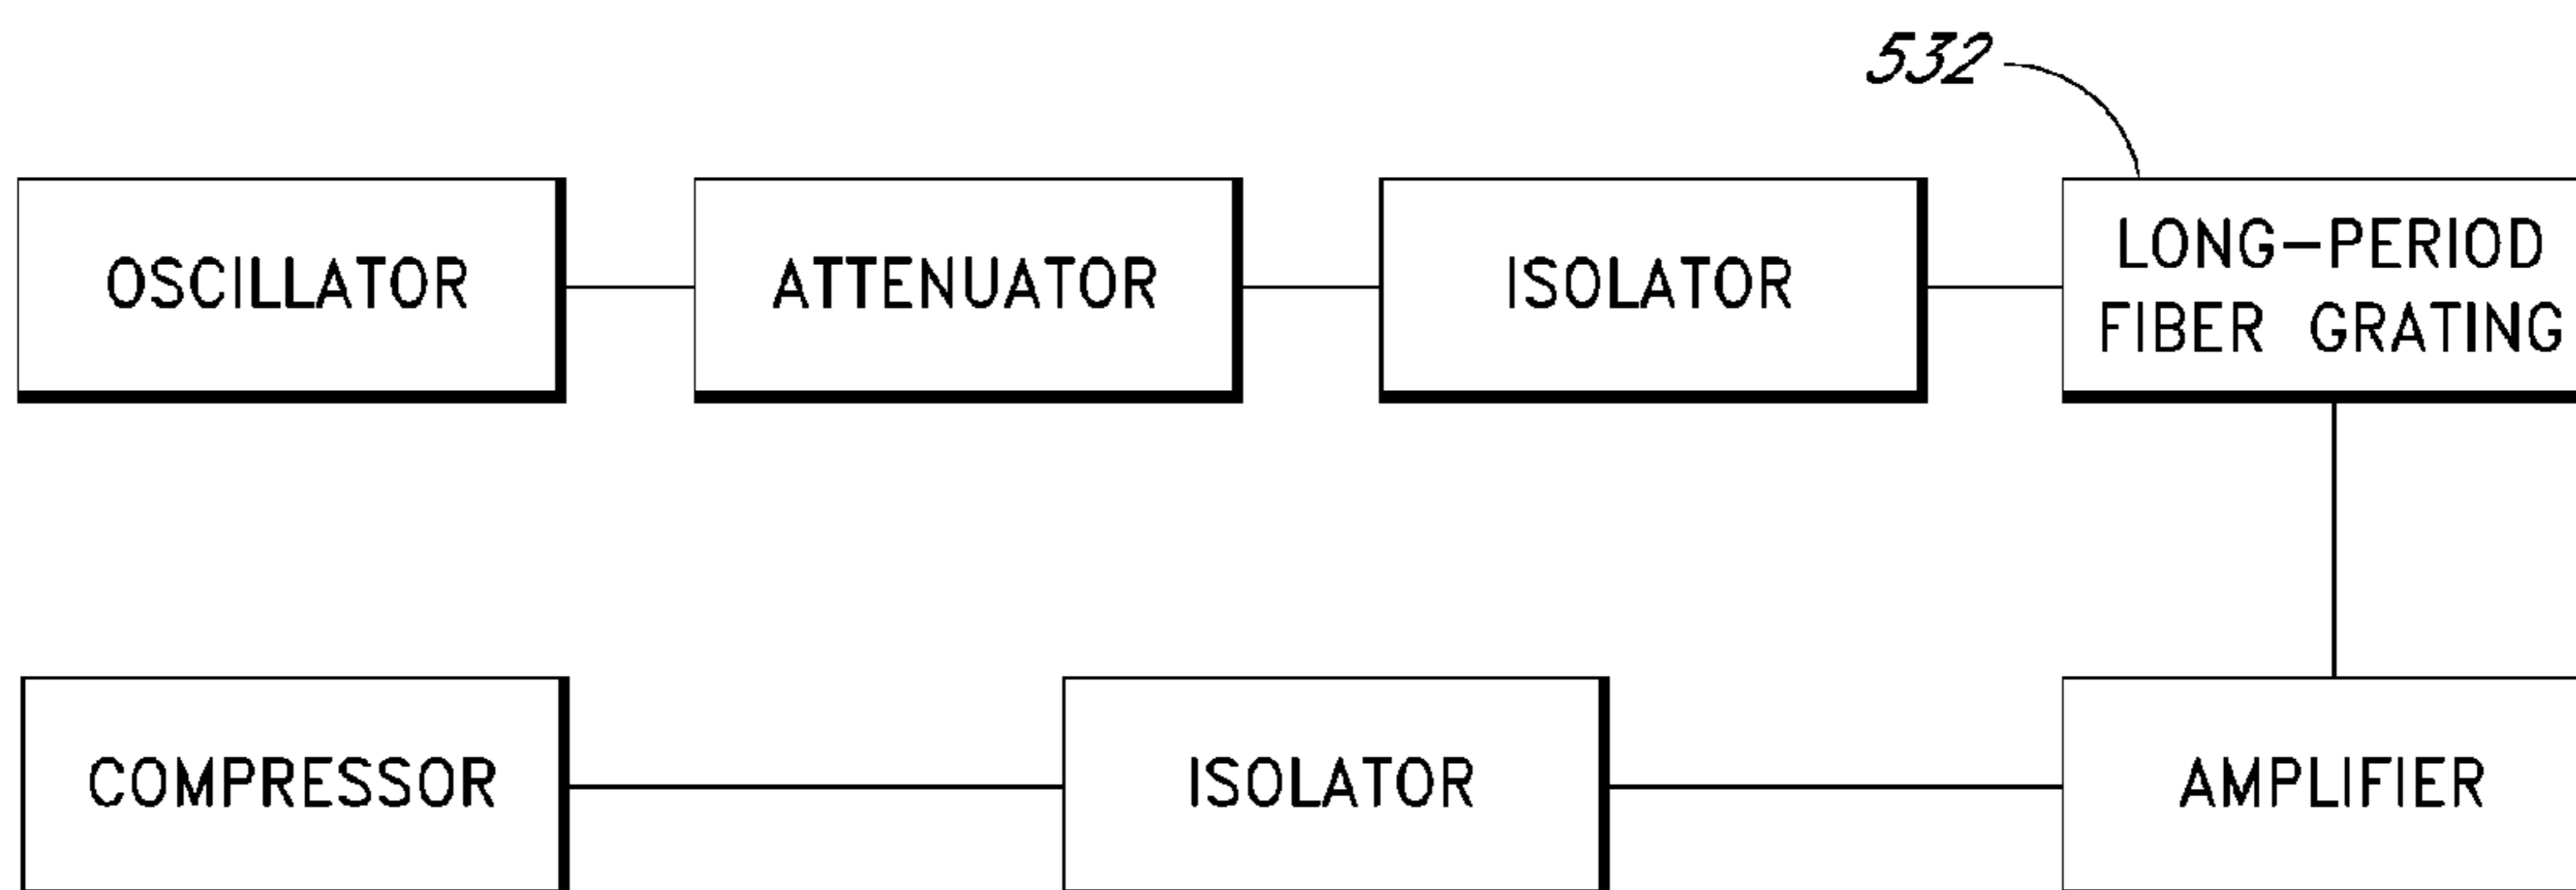 532
OSCILLATOR
ATTENUATOR
ISOLATOR
LONG-PERIOD
FIBER GRATING
COMPRESSOR
ISOLATOR
AMPLIFIER